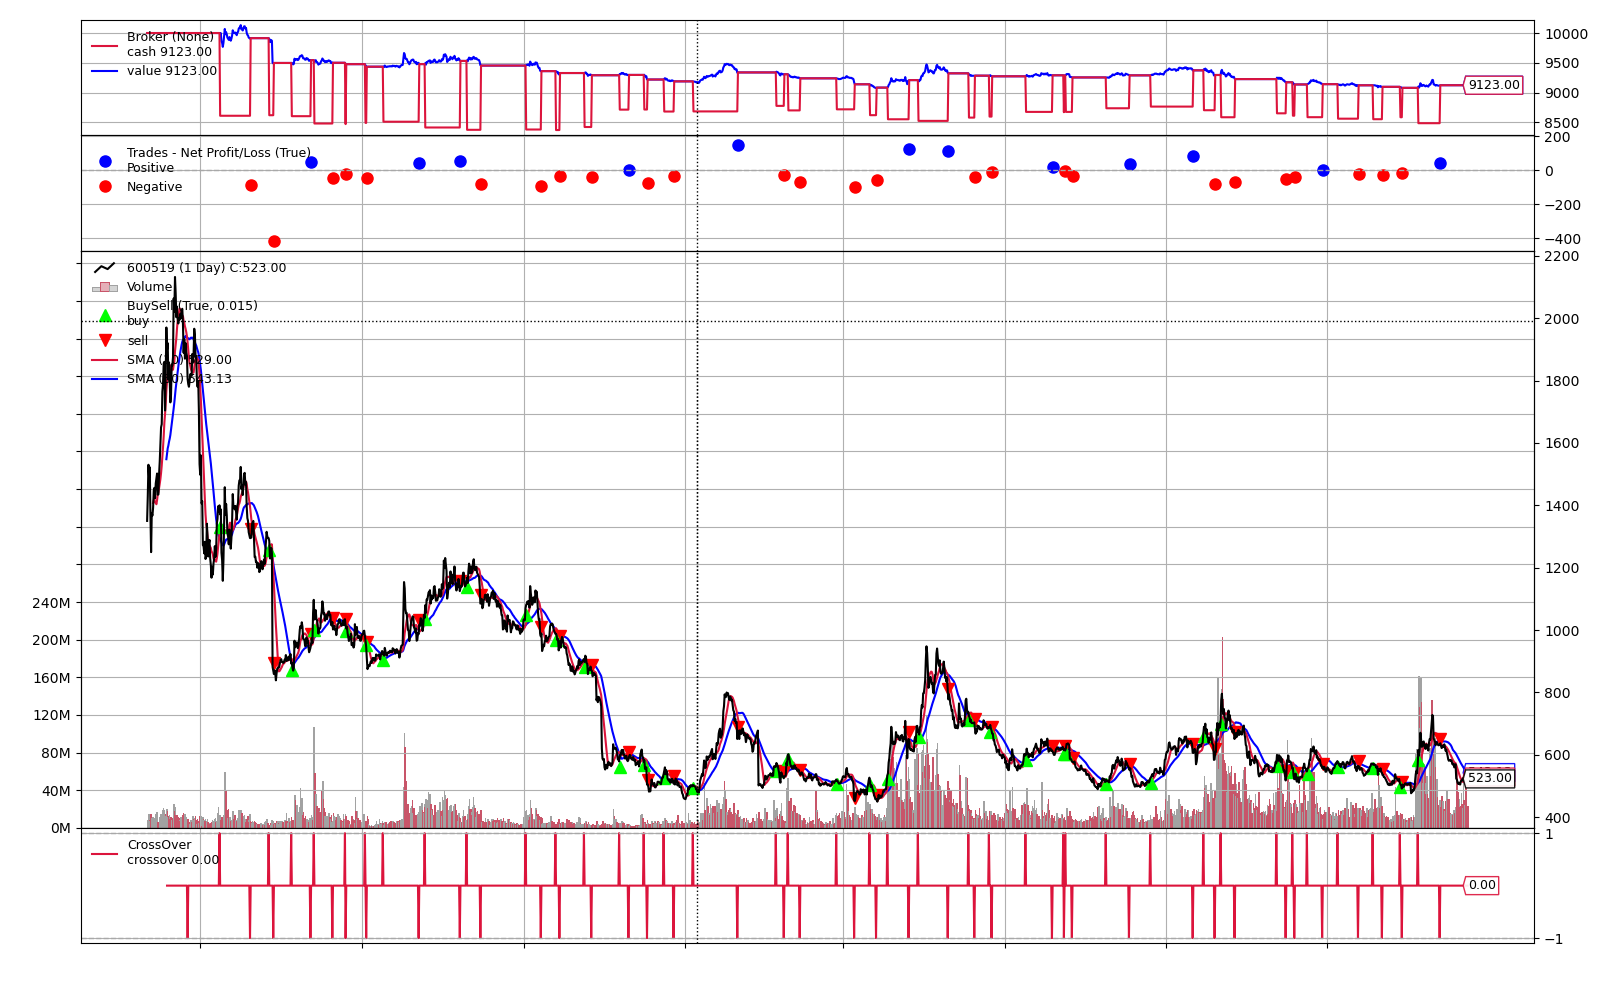 Broker (None)
cash 9123.00
value 9123.00
10000
9500
9123.00
9000
8500
Trades - Net Profit/Loss (True)
Positive
Negative
200
0
−200
−400
600519 (1 Day) C:523.00
Volume
BuySell (True, 0.015)
buy
sell
2200
2000
1800
1600
1400
1200
1000
800
600
523.00
400
240M
200M
160M
120M
80M
40M
0M
CrossOver
crossover 0.00
1
0.00
−1